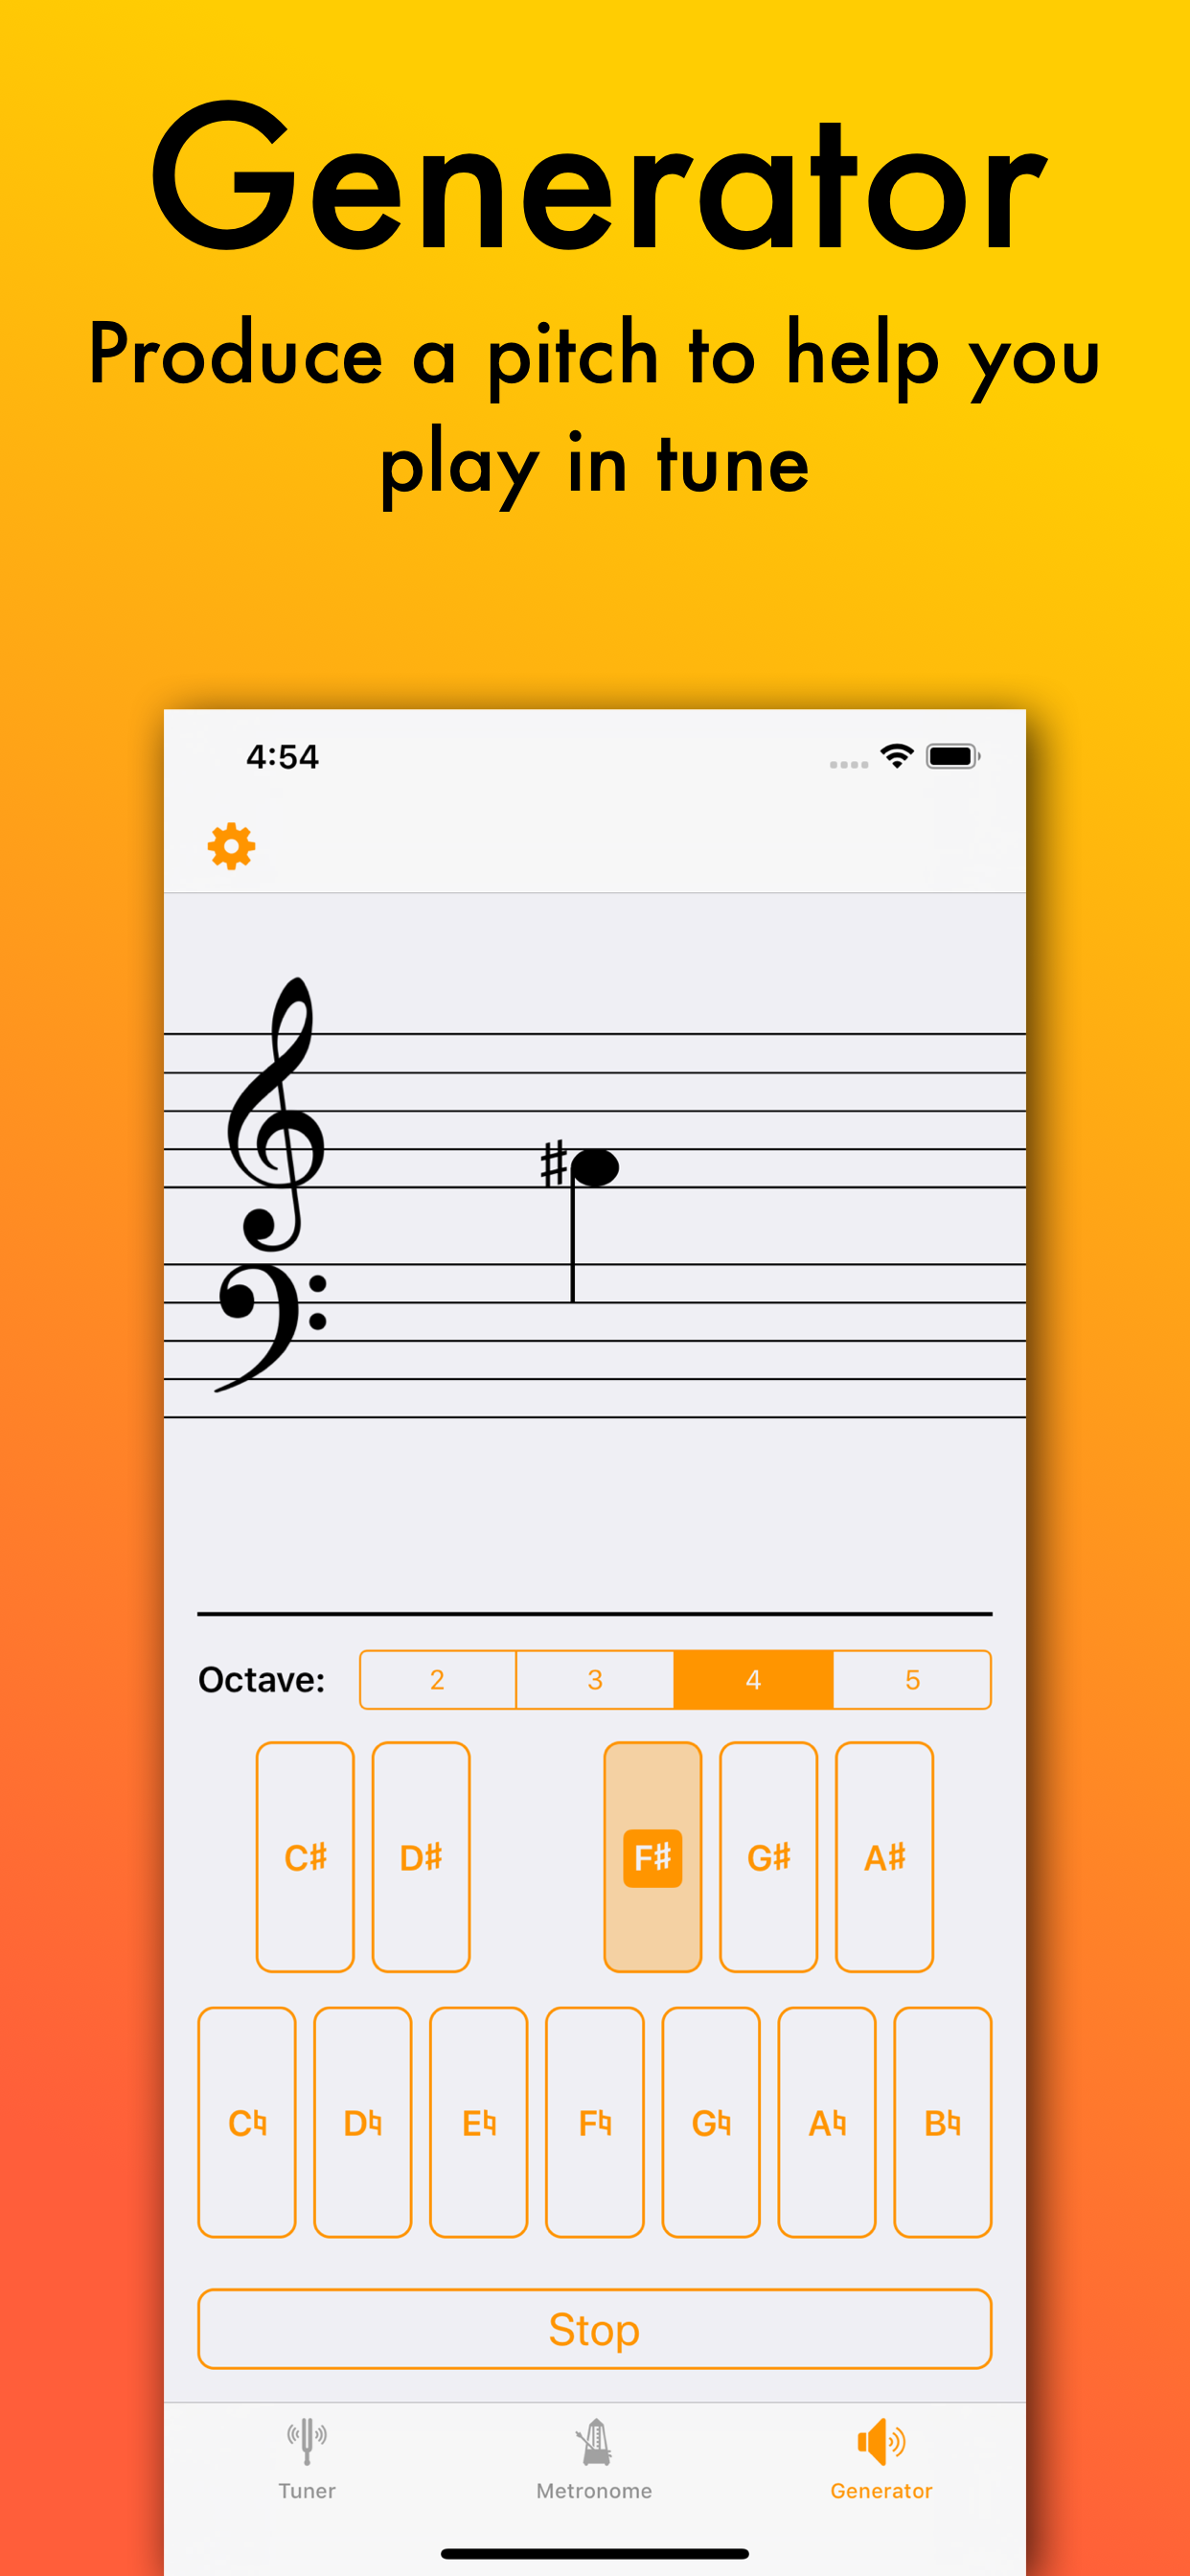 Generator
Produce a pitch to help you
play in tune
4:54
Octave: 2 3 4 5
C♯ D♯ F♯ G♯ A♯
C♮ D♮ E♮ F♮ G♮ A♮ B♮
Stop
Tuner Metronome Generator